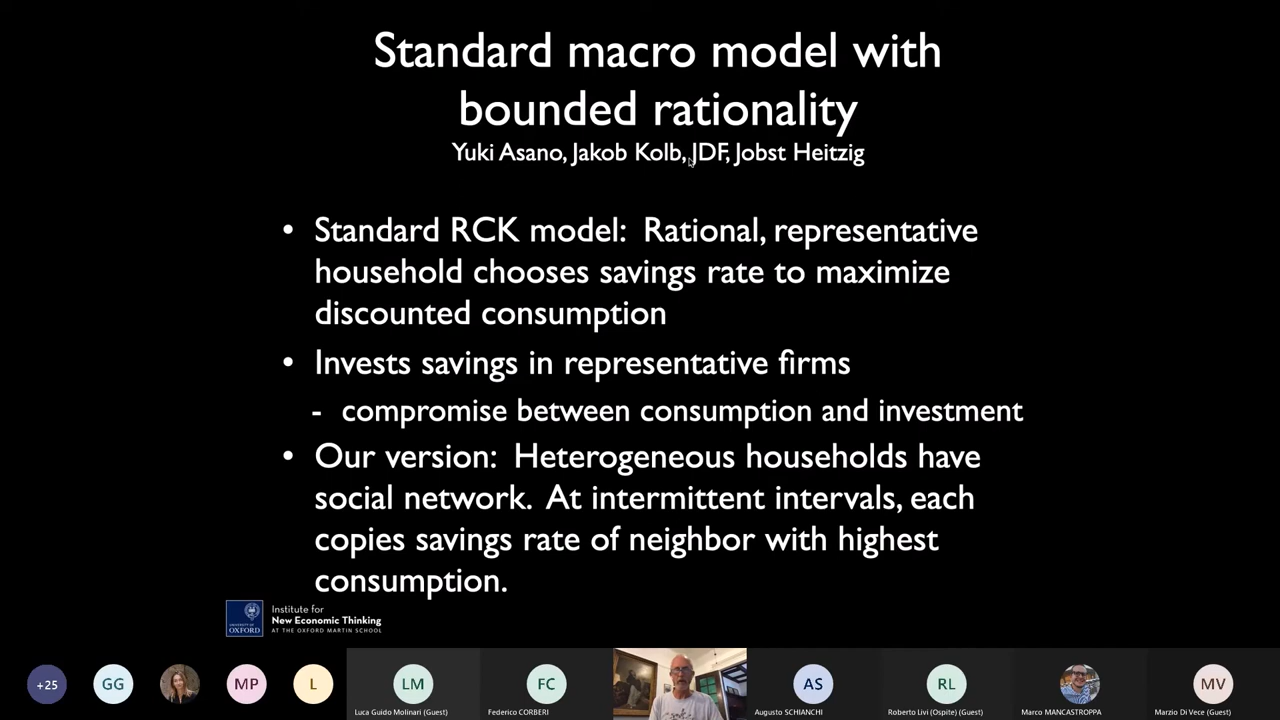 Standard macro model with
bounded rationality
Yuki Asano, Jakob Kolb, JDF, Jobst Heitzig
• Standard RCK model: Rational, representative
household chooses savings rate to maximize
discounted consumption
• Invests savings in representative firms
- compromise between consumption and investment
• Our version: Heterogeneous households have
social network. At intermittent intervals, each
copies savings rate of neighbor with highest
consumption.
UNIVERSITY OF
OXFORD
Institute for
New Economic Thinking
AT THE OXFORD MARTIN SCHOOL
+25
GG
MP
L
LM
FC
AS
RL
MV
Luca Guido Molinari (Guest)
Federico CORBERI
Augusto SCHIANCHI
Roberto Livi (Ospite) (Guest)
Marco MANCASTROPPA
Marzio Di Vece (Guest)